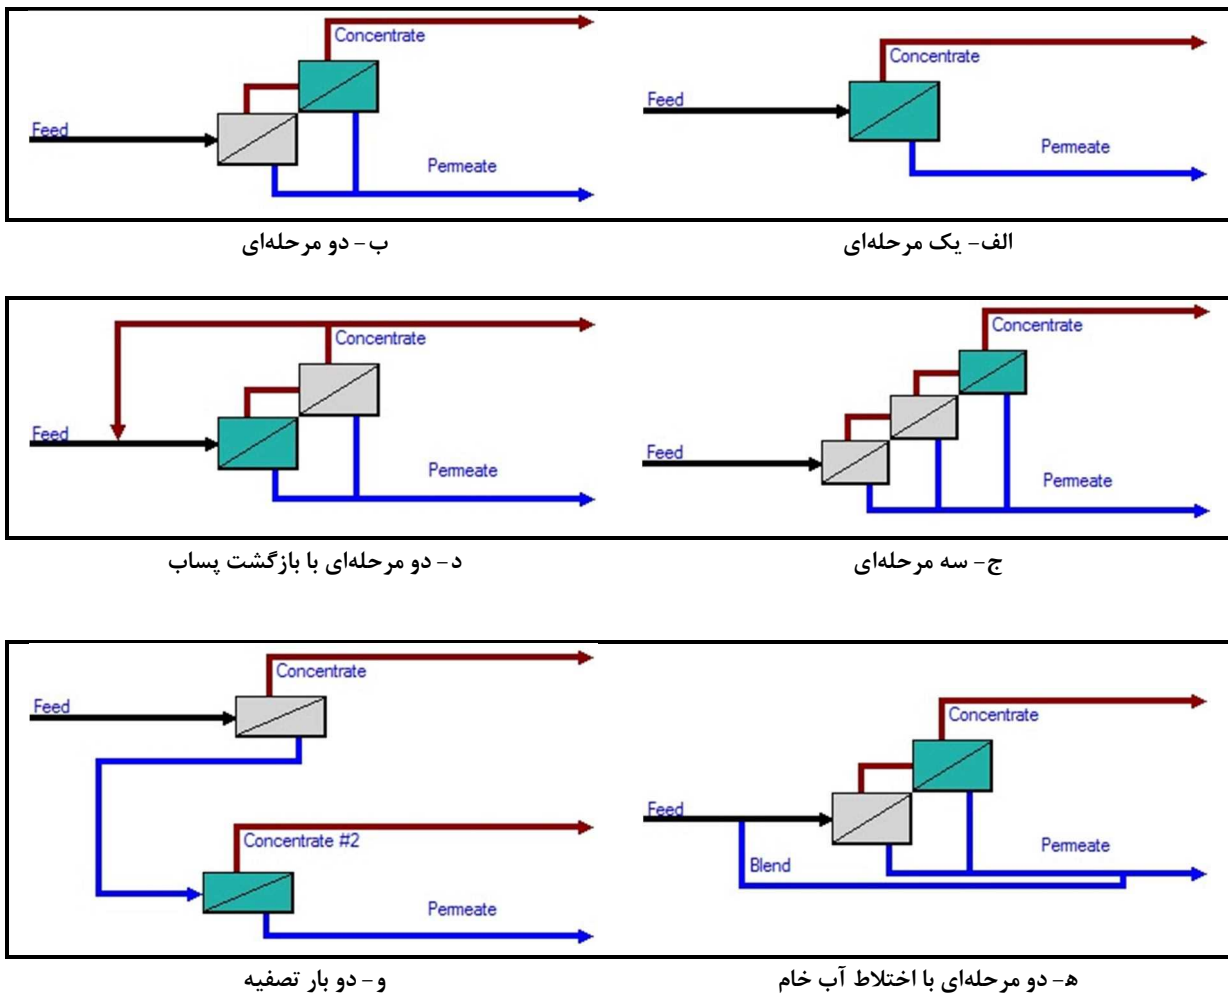 Concentrate
Feed
Permeate
الف- یک مرحله‌ای
Concentrate
Feed
Permeate
ب- دو مرحله‌ای
Concentrate
Feed
Permeate
ج- سه مرحله‌ای
Concentrate
Feed
Permeate
د- دو مرحله‌ای با بازگشت پساب
Concentrate
Feed
Blend
Permeate
ه- دو مرحله‌ای با اختلاط آب خام
Concentrate
Feed
Concentrate #2
Permeate
و- دو بار تصفیه